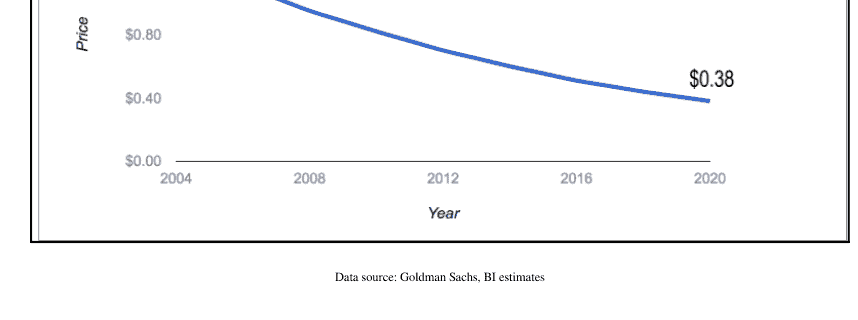 Price
$0.80
$0.38
$0.40
$0.00
2004 2008 2012 2016 2020
Year
Data source: Goldman Sachs, BI estimates